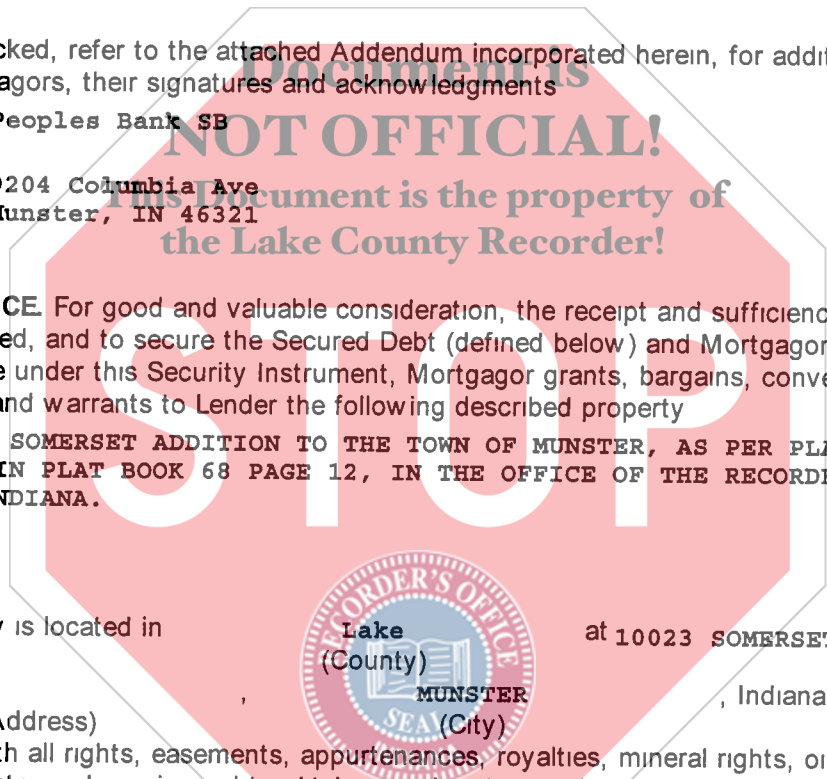 cked, refer to the attached Addendum incorporated herein, for addit
agors, their signatures and acknowledgments
Document is
Peoples Bank SB
NOT OFFICIAL!
9204 Columbia Ave
This Document is the property of
Munster, IN 46321
the Lake County Recorder!
CE. For good and valuable consideration, the receipt and sufficienc
ed, and to secure the Secured Debt (defined below) and Mortgagor
e under this Security Instrument, Mortgagor grants, bargains, conve
and warrants to Lender the following described property
STOP
SOMERSET ADDITION TO THE TOWN OF MUNSTER, AS PER PLA
IN PLAT BOOK 68 PAGE 12, IN THE OFFICE OF THE RECORDE
NDIANA.
RECORDER'S OFFICE
y is located in Lake at 10023 SOMERSET
(County)
, MUNSTER , Indiana
Address) (City)
SEAL
th all rights, easements, appurtenances, royalties, mineral rights, or